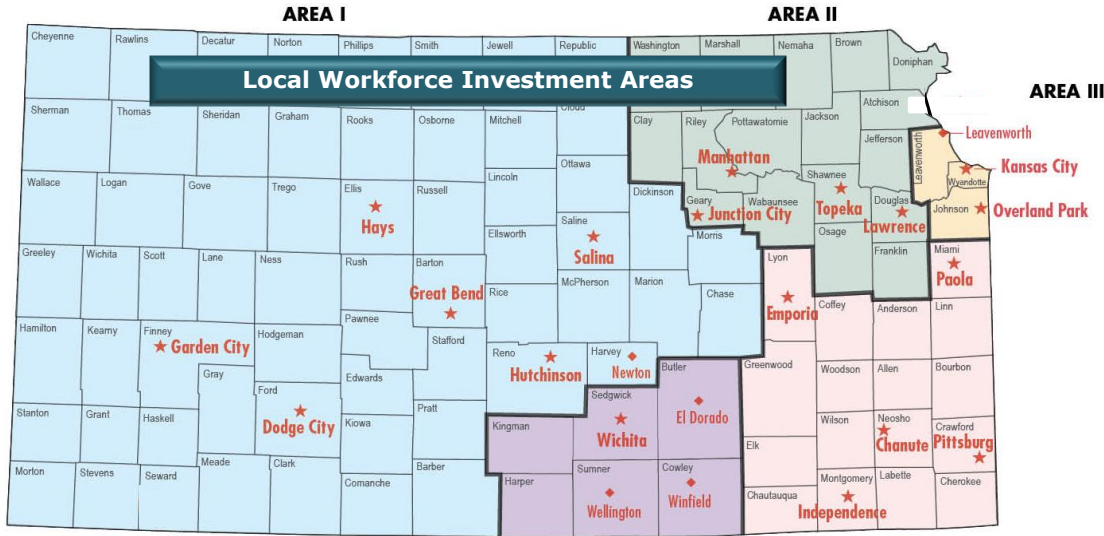 AREA I
AREA II
Cheyenne
Rawlins
Decatur
Norton
Phillips
Smith
Jewell
Republic
Washington
Marshall
Nemaha
Brown
Doniphan
Local Workforce Investment Areas
AREA III
Sherman
Thomas
Sheridan
Graham
Rooks
Osborne
Mitchell
Cloud
Clay
Riley
Pottawatomie
Jackson
Atchison
Jefferson
Leavenworth
Leavenworth
Kansas City
Wyandotte
Manhattan
Ottawa
Lincoln
Wallace
Logan
Gove
Trego
Ellis
Hays
Russell
Dickinson
Geary
Junction City
Wabaunsee
Shawnee
Topeka
Douglas
Lawrence
Johnson
Overland Park
Ellsworth
Saline
Salina
Morris
Osage
Franklin
Miami
Paola
Greeley
Wichita
Scott
Lane
Ness
Rush
Barton
Great Bend
Rice
McPherson
Marion
Chase
Lyon
Emporia
Coffey
Anderson
Linn
Hamilton
Kearny
Finney
Garden City
Hodgeman
Pawnee
Stafford
Reno
Hutchinson
Harvey
Newton
Butler
El Dorado
Greenwood
Woodson
Allen
Bourbon
Gray
Ford
Dodge City
Edwards
Kiowa
Pratt
Kingman
Sedgwick
Wichita
Stanton
Grant
Haskell
Elk
Wilson
Neosho
Chanute
Crawford
Pittsburg
Morton
Stevens
Seward
Meade
Clark
Comanche
Barber
Harper
Sumner
Wellington
Cowley
Winfield
Chautauqua
Montgomery
Independence
Labette
Cherokee